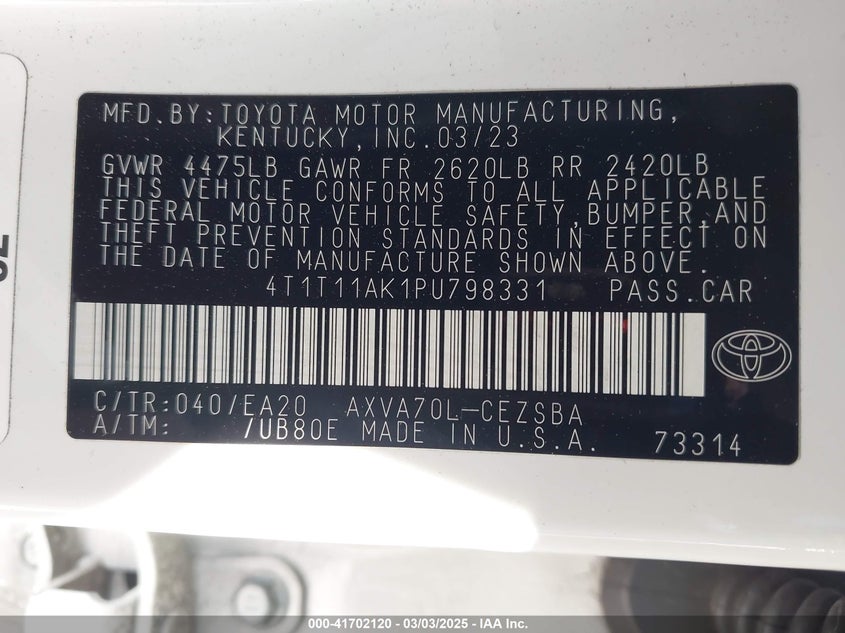 MFD.BY:TOYOTA MOTOR MANUFACTURING,
KENTUCKY,INC.03/23
GVWR 4475LB GAWR FR 2620LB RR 2420LB
THIS VEHICLE CONFORMS TO ALL APPLICABLE
FEDERAL MOTOR VEHICLE SAFETY,BUMPER,AND
THEFT PREVENTION STANDARDS IN EFFECT ON
THE DATE OF MANUFACTURE SHOWN ABOVE.
4T1T11AK1PU798331 PASS.CAR
C/TR:040/EA20 AXVA70L-CEZSBA
A/TM: /UB80E MADE IN U.S.A. 73314
000-41702120 - 03/03/2025 - IAA Inc.